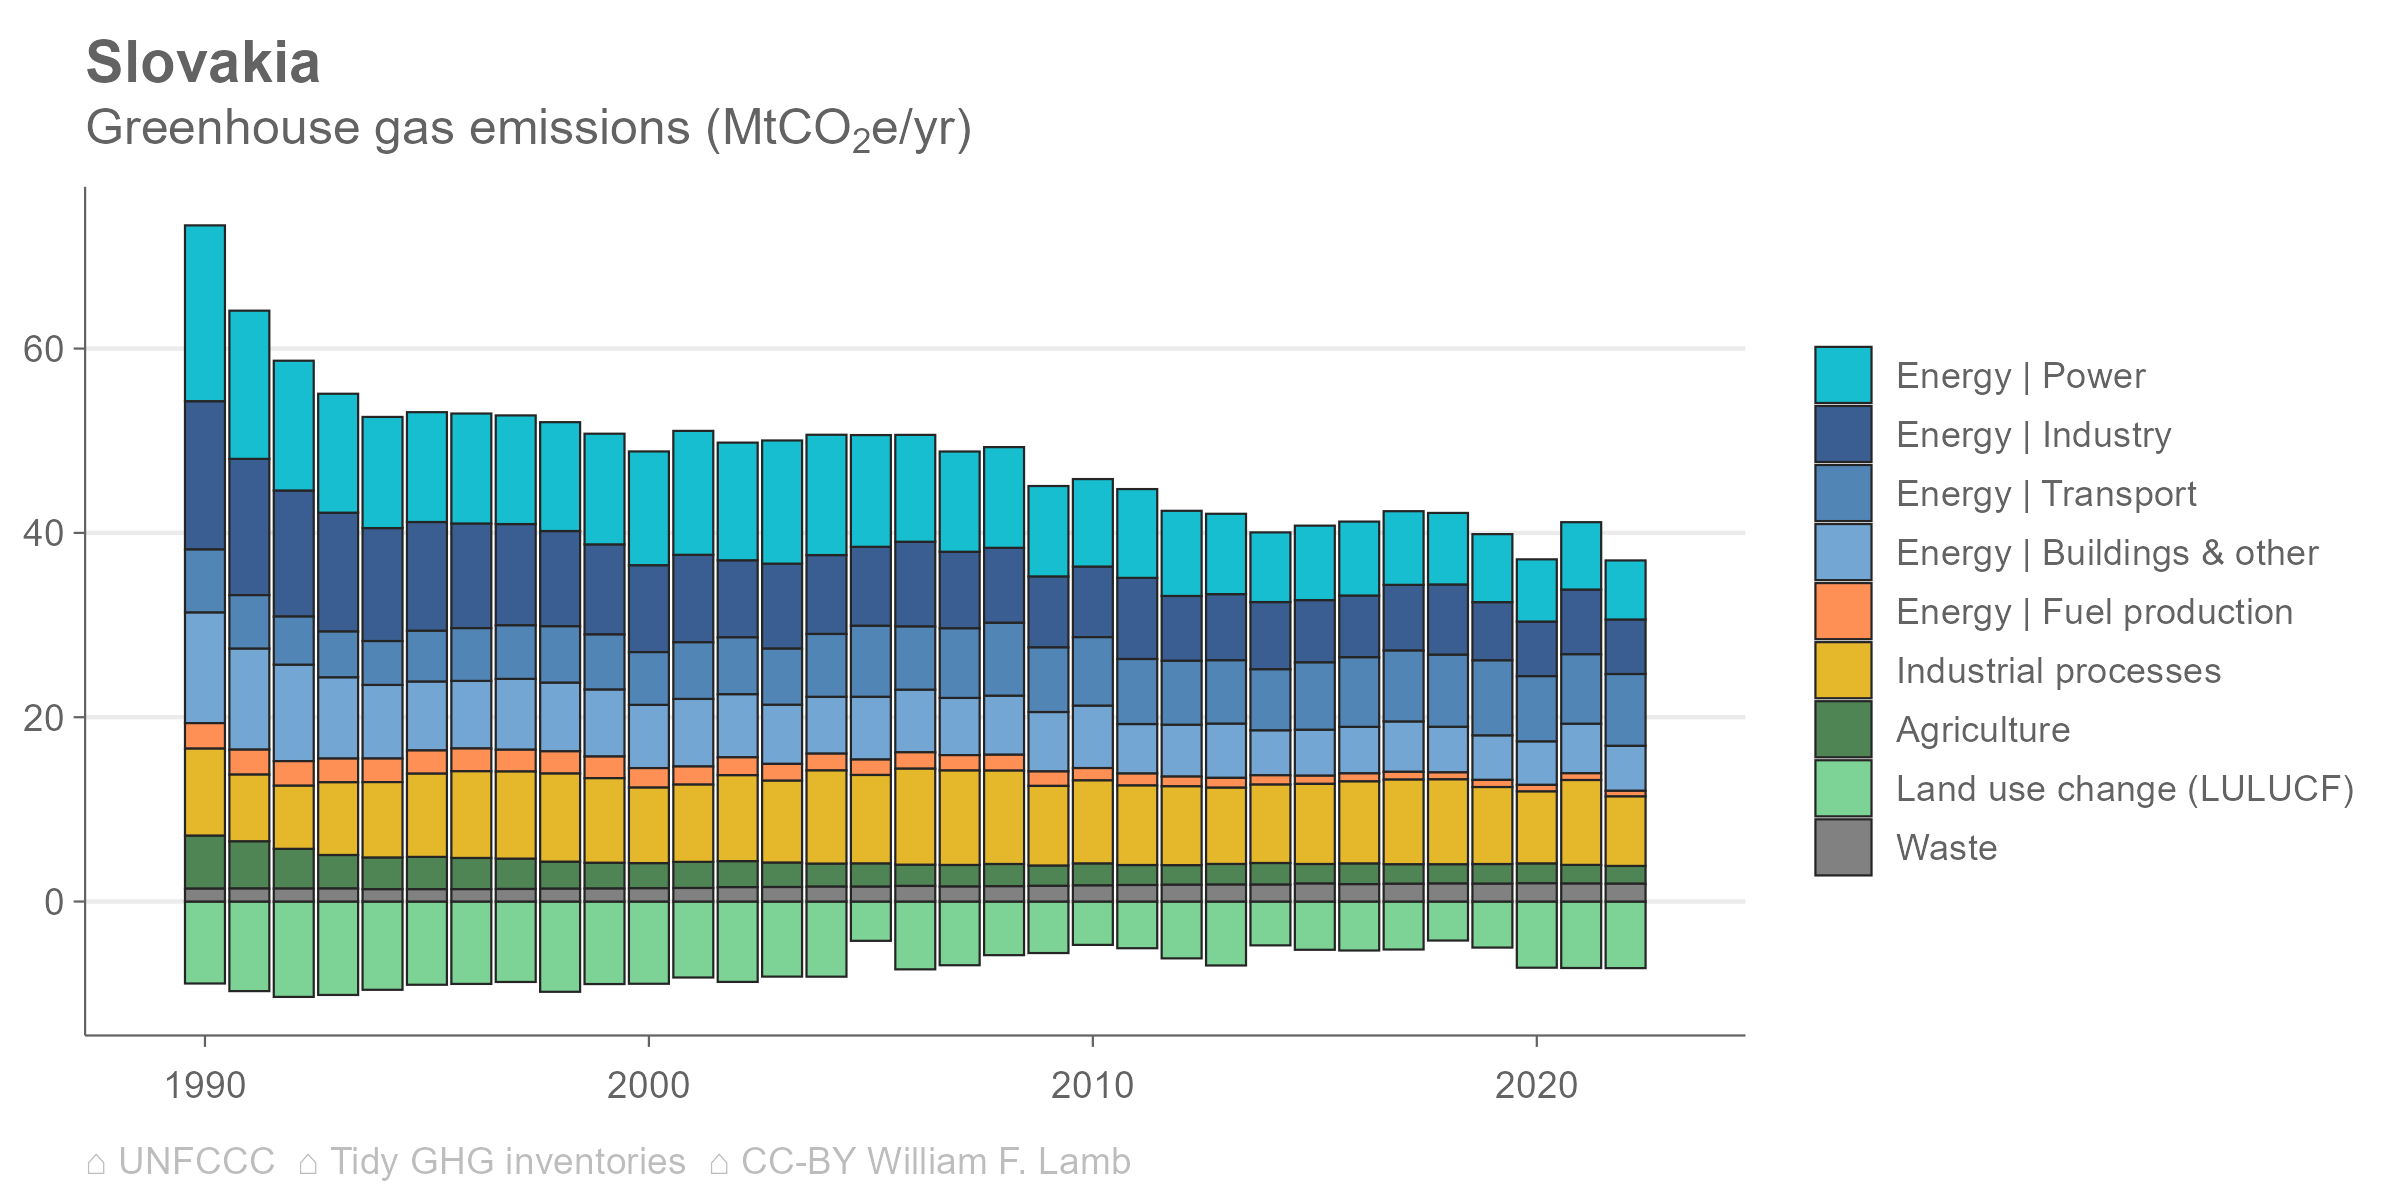 Slovakia
Greenhouse gas emissions (MtCO₂e/yr)
60
40
20
0
1990
2000
2010
2020
Energy | Power
Energy | Industry
Energy | Transport
Energy | Buildings & other
Energy | Fuel production
Industrial processes
Agriculture
Land use change (LULUCF)
Waste
⌂ UNFCCC ⌂ Tidy GHG inventories ⌂ CC-BY William F. Lamb